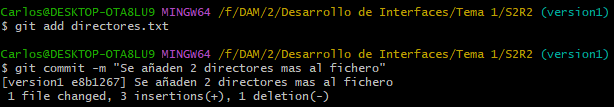 Carlos@DESKTOP-OTA8LU9 MINGW64 /f/DAM/2/Desarrollo de Interfaces/Tema 1/S2R2 (version1)
$ git add directores.txt
Carlos@DESKTOP-OTA8LU9 MINGW64 /f/DAM/2/Desarrollo de Interfaces/Tema 1/S2R2 (version1)
$ git commit -m "Se añaden 2 directores mas al fichero"
[version1 e8b1267] Se añaden 2 directores mas al fichero
 1 file changed, 3 insertions(+), 1 deletion(-)